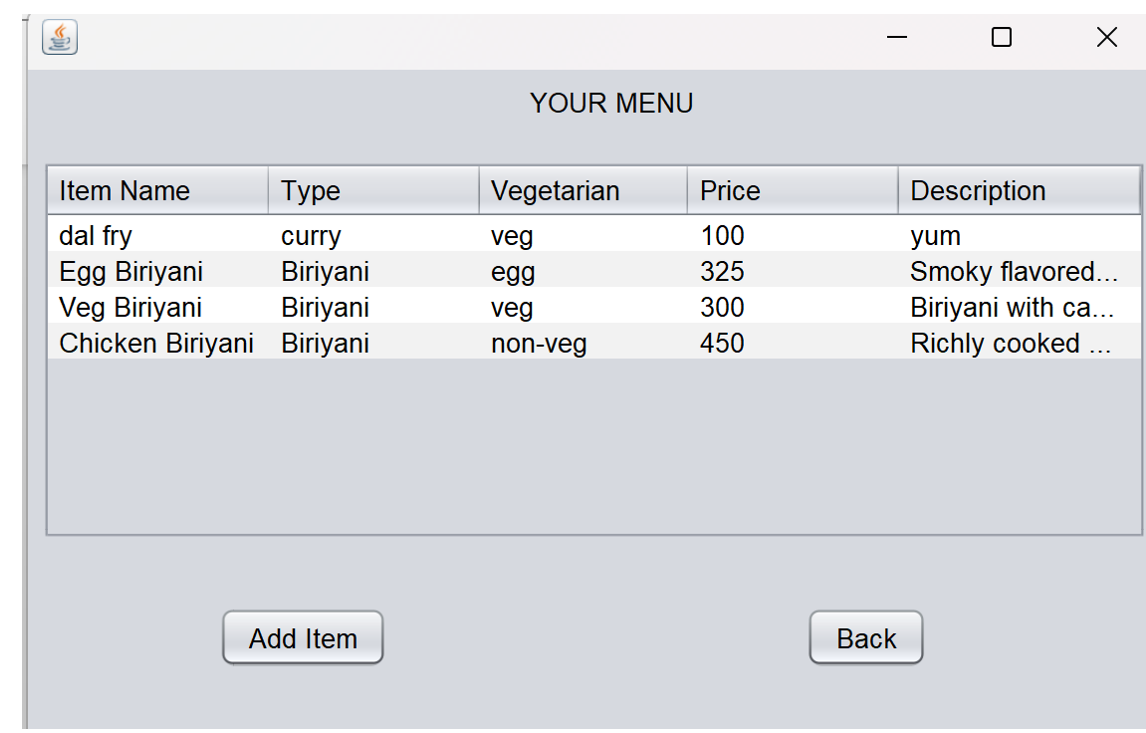 YOUR MENU
Item Name Type Vegetarian Price Description
dal fry curry veg 100 yum
Egg Biriyani Biriyani egg 325 Smoky flavored...
Veg Biriyani Biriyani veg 300 Biriyani with ca...
Chicken Biriyani Biriyani non-veg 450 Richly cooked ...
Add Item Back